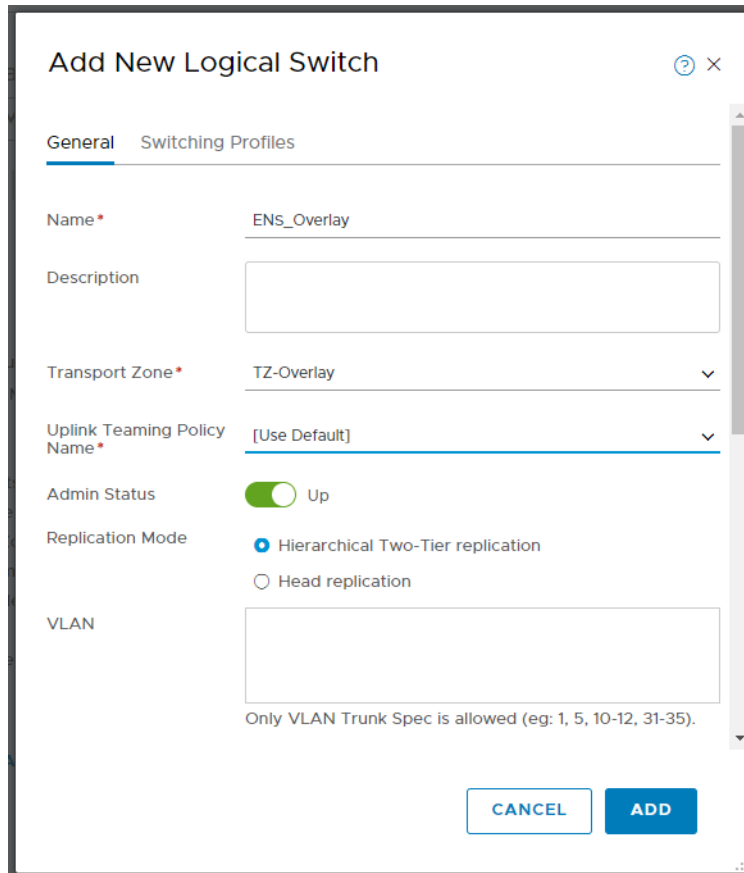 Add New Logical Switch
General Switching Profiles
Name* ENS_Overlay
Description
Transport Zone* TZ-Overlay
Uplink Teaming Policy
Name* [Use Default]
Admin Status Up
Replication Mode Hierarchical Two-Tier replication
Head replication
VLAN
Only VLAN Trunk Spec is allowed (eg: 1, 5, 10-12, 31-35).
CANCEL ADD